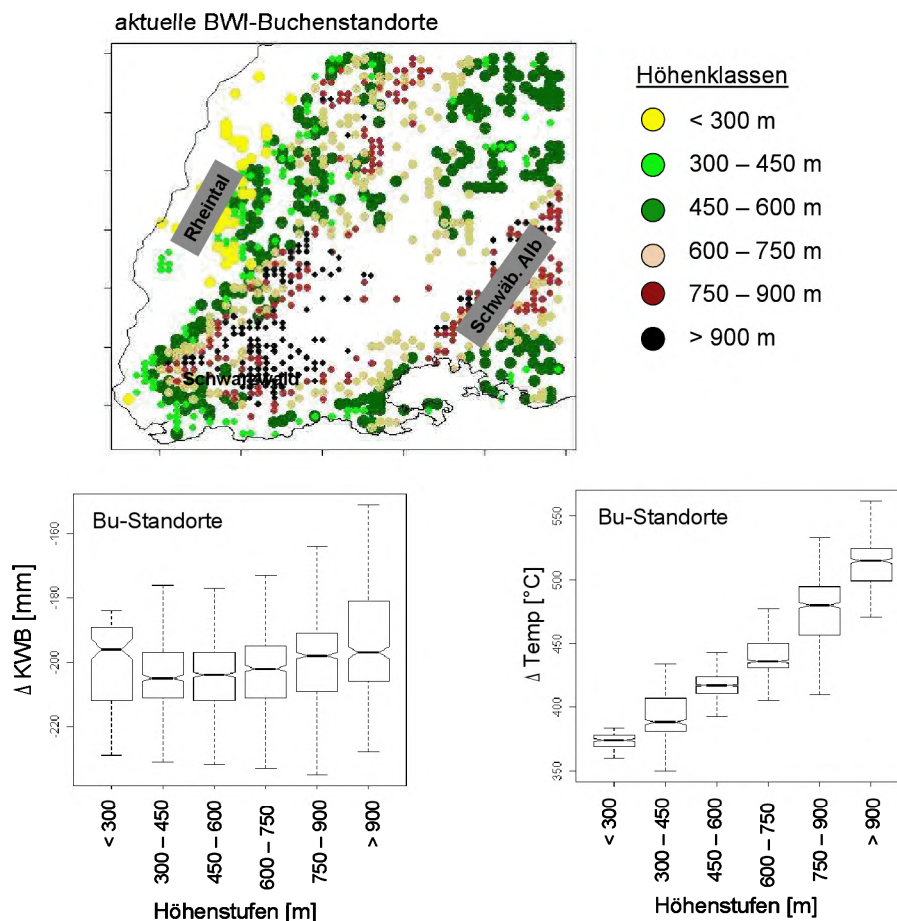 aktuelle BWI-Buchenstandorte
Rheintal
Schwäb. Alb
Schwarzwald
Höhenklassen
< 300 m
300 – 450 m
450 – 600 m
600 – 750 m
750 – 900 m
> 900 m
Bu-Standorte
Δ KWB [mm]
-160
-180
-200
-220
< 300
300 – 450
450 – 600
600 – 750
750 – 900
> 900
Höhenstufen [m]
Bu-Standorte
Δ Temp [°C]
550
500
450
400
350
< 300
300 – 450
450 – 600
600 – 750
750 – 900
> 900
Höhenstufen [m]